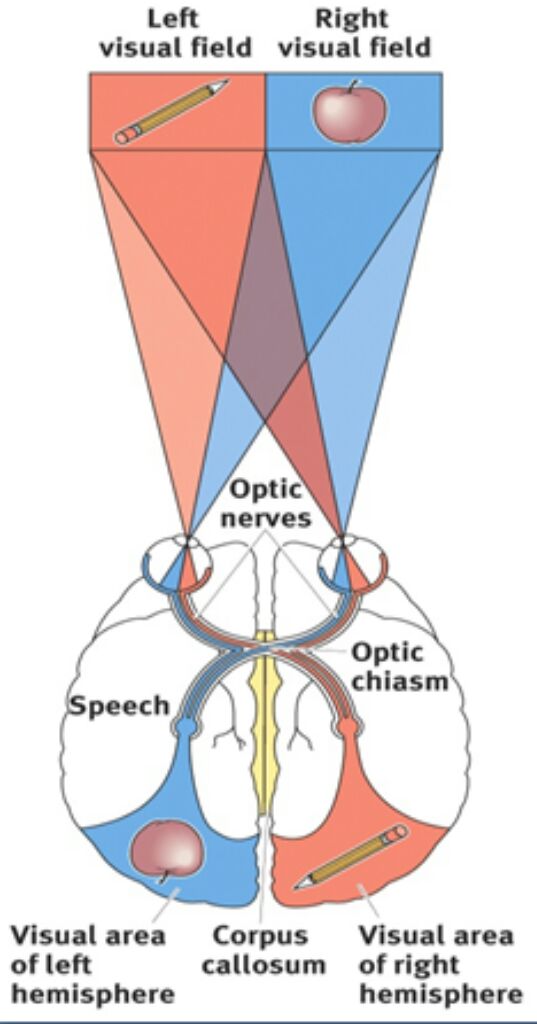 Left
visual field
Right
visual field
Optic
nerves
Optic
chiasm
Speech
Visual area
of left
hemisphere
Corpus
callosum
Visual area
of right
hemisphere